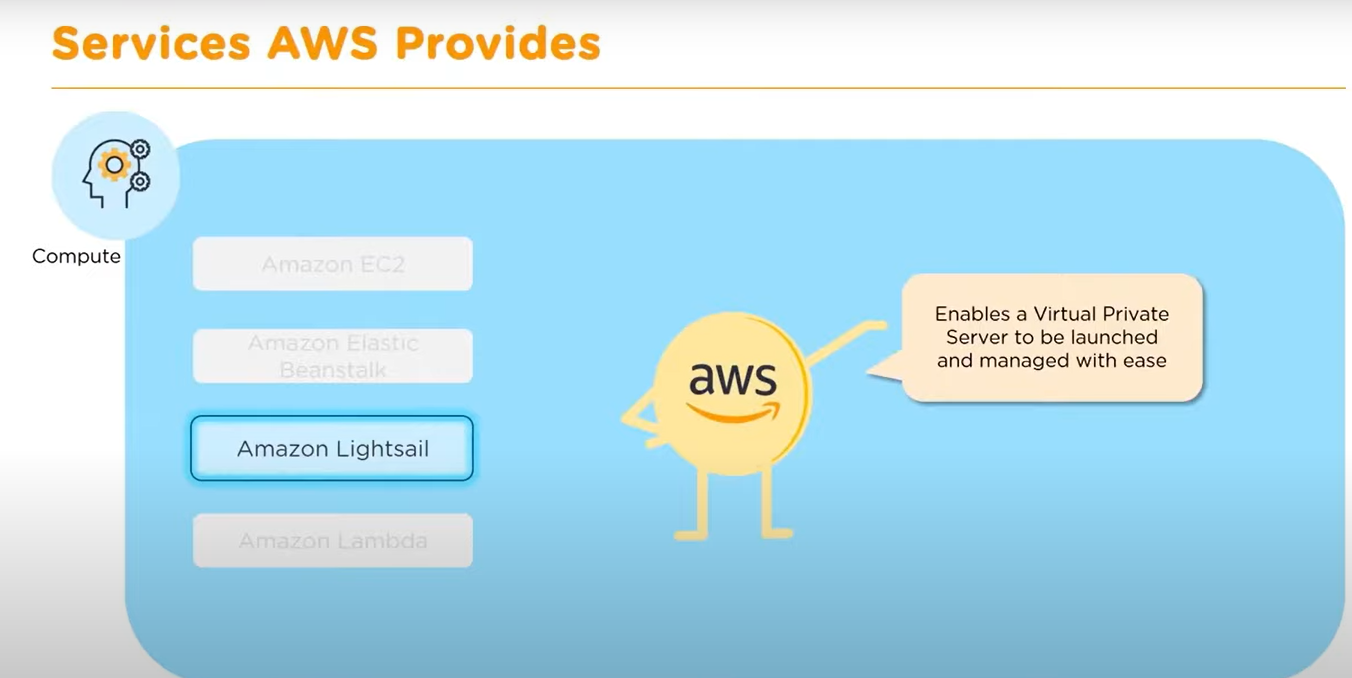 Services AWS Provides
Compute
Amazon EC2
Amazon Elastic
Beanstalk
Amazon Lightsail
Amazon Lambda
aws
Enables a Virtual Private
Server to be launched
and managed with ease